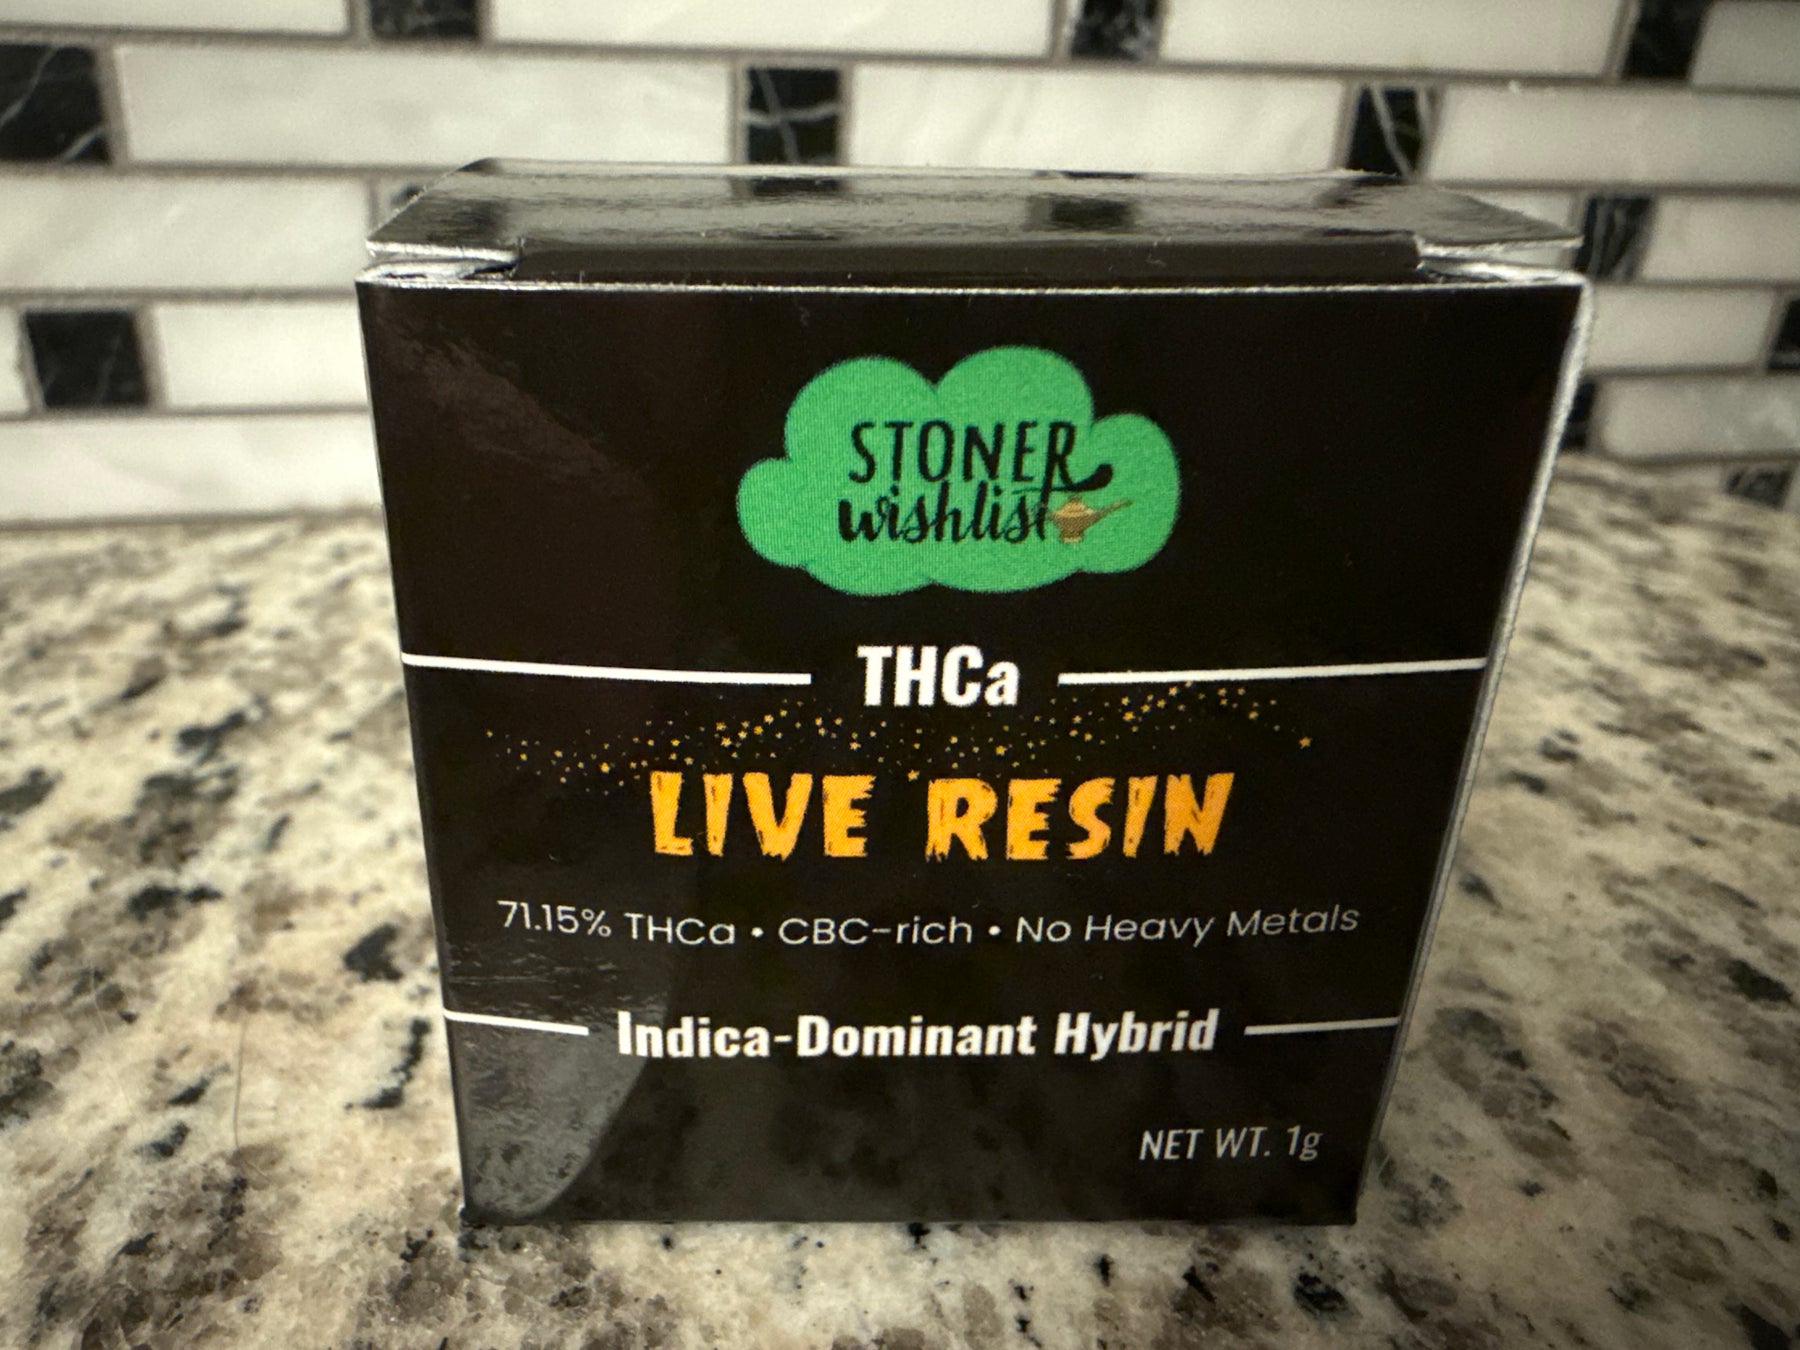 STONER
wishlist
THCa
LIVE RESIN
71.15% THCa • CBC-rich • No Heavy Metals
Indica-Dominant Hybrid
NET WT. 1g